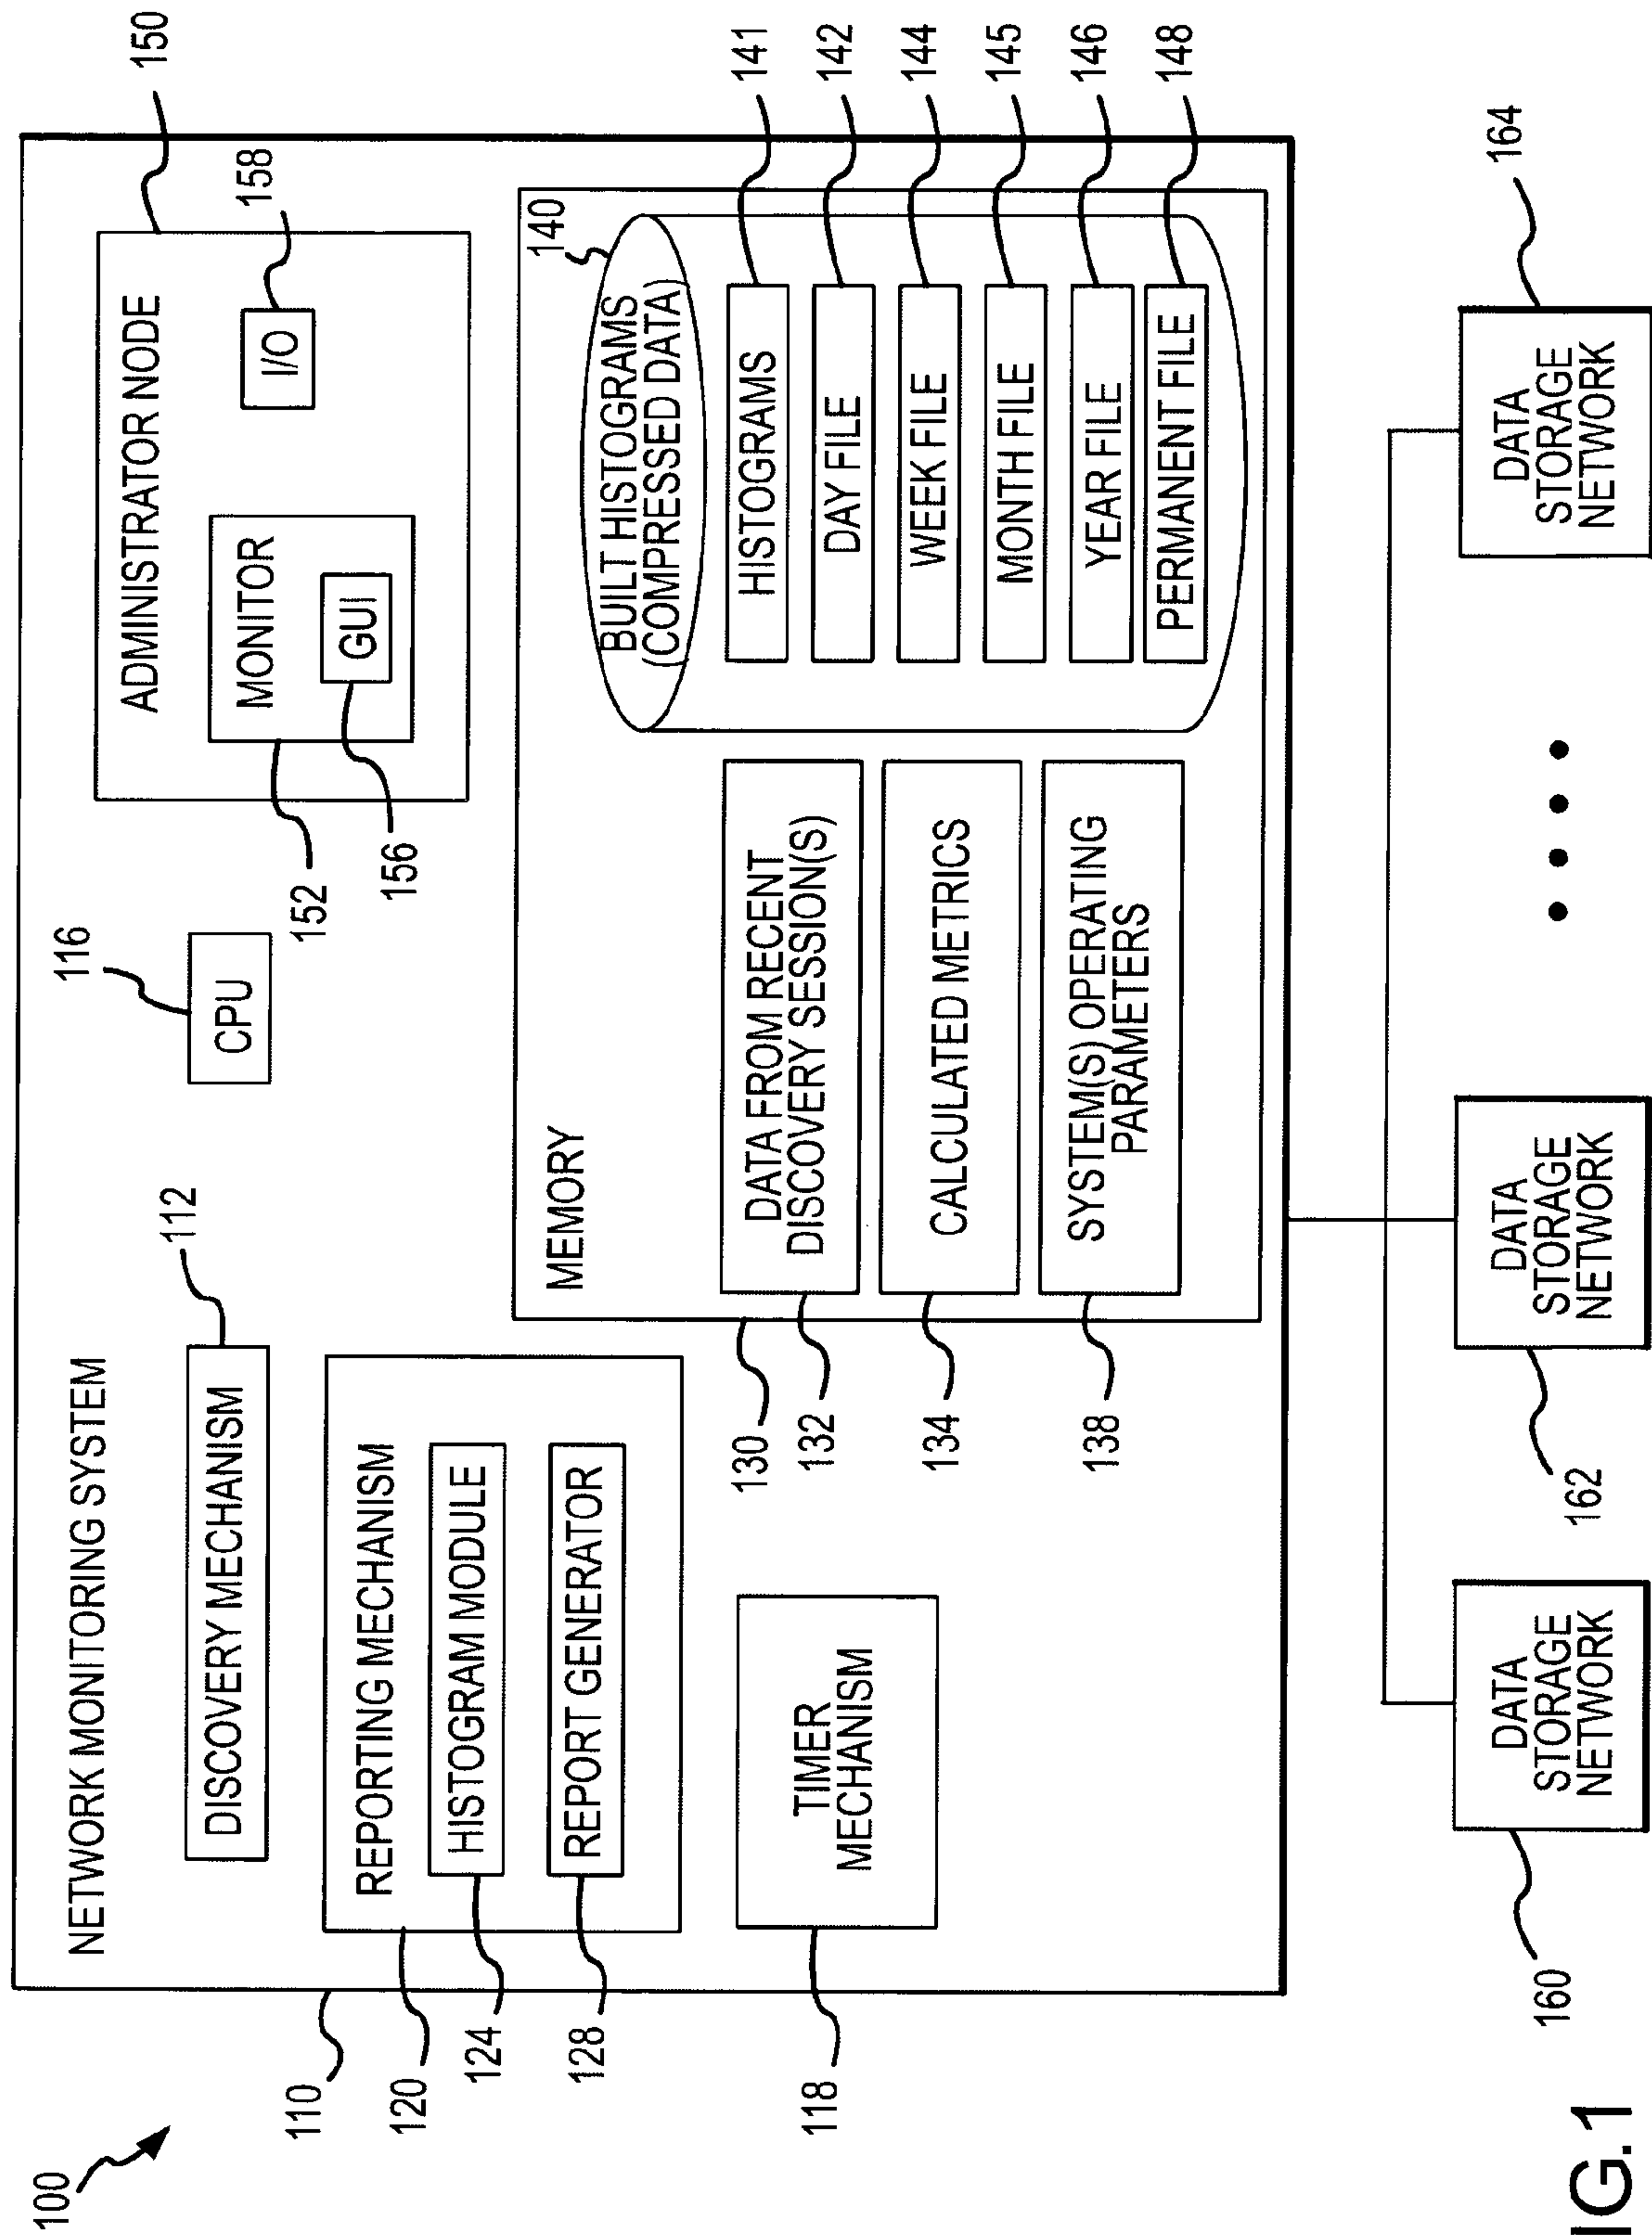 100
110
NETWORK MONITORING SYSTEM
DISCOVERY MECHANISM
112
CPU
116
ADMINISTRATOR NODE
150
MONITOR
GUI
152
156
I/O
158
REPORTING MECHANISM
HISTOGRAM MODULE
REPORT GENERATOR
120
124
128
TIMER
MECHANISM
118
MEMORY
130
DATA FROM RECENT
DISCOVERY SESSION(S)
132
CALCULATED METRICS
134
SYSTEM(S) OPERATING
PARAMETERS
138
140
BUILT HISTOGRAMS
(COMPRESSED DATA)
HISTOGRAMS
141
DAY FILE
142
WEEK FILE
144
MONTH FILE
145
YEAR FILE
146
PERMANENT FILE
148
DATA
STORAGE
NETWORK
160
DATA
STORAGE
NETWORK
162
DATA
STORAGE
NETWORK
164
IG.1